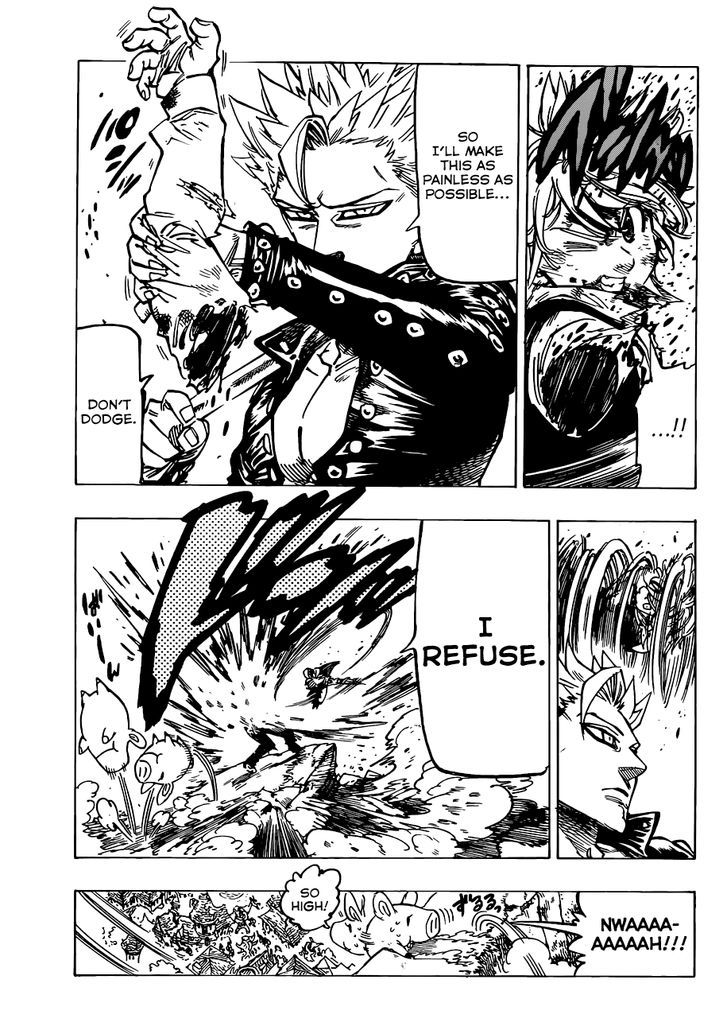 ...!!
SO
I'LL MAKE
THIS AS
PAINLESS AS
POSSIBLE...
DON'T
DODGE.
I
REFUSE.
NWAAAA-
AAAAAH!!!
SO
HIGH!